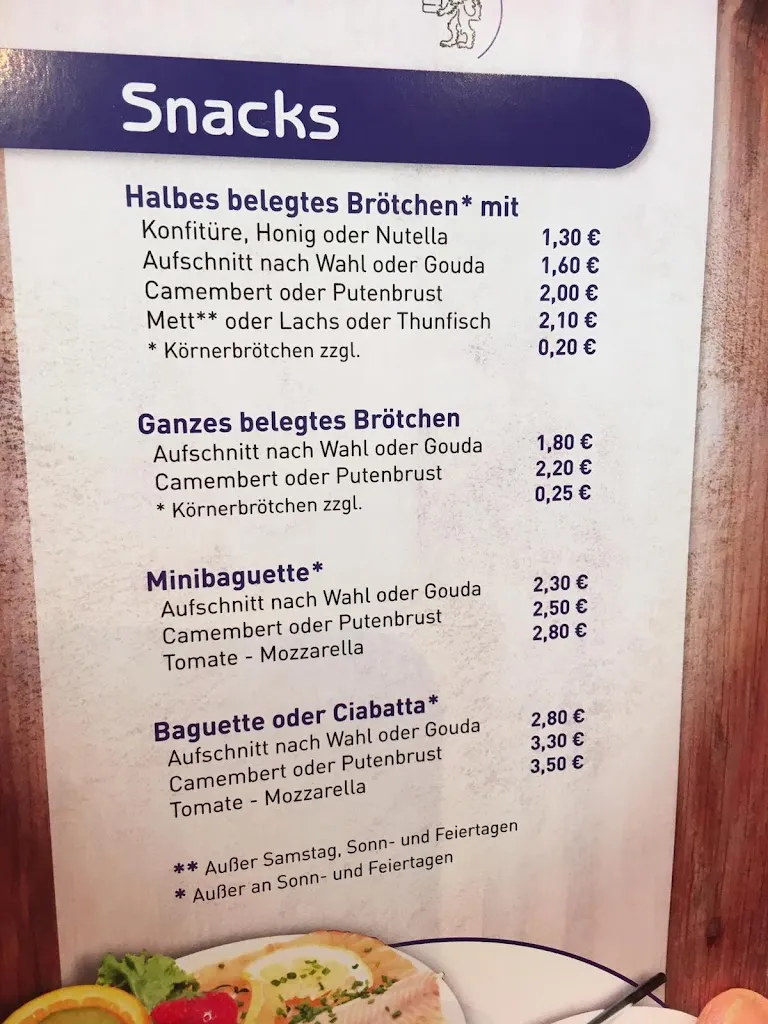 Snacks
Halbes belegtes Brötchen* mit
Konfitüre, Honig oder Nutella 1,30 €
Aufschnitt nach Wahl oder Gouda 1,60 €
Camembert oder Putenbrust 2,00 €
Mett** oder Lachs oder Thunfisch 2,10 €
* Körnerbrötchen zzgl. 0,20 €
Ganzes belegtes Brötchen
Aufschnitt nach Wahl oder Gouda 1,80 €
Camembert oder Putenbrust 2,20 €
* Körnerbrötchen zzgl. 0,25 €
Minibaguette*
Aufschnitt nach Wahl oder Gouda 2,30 €
Camembert oder Putenbrust 2,50 €
Tomate - Mozzarella 2,80 €
Baguette oder Ciabatta*
Aufschnitt nach Wahl oder Gouda 2,80 €
Camembert oder Putenbrust 3,30 €
Tomate - Mozzarella 3,50 €
** Außer Samstag, Sonn- und Feiertagen
* Außer an Sonn- und Feiertagen